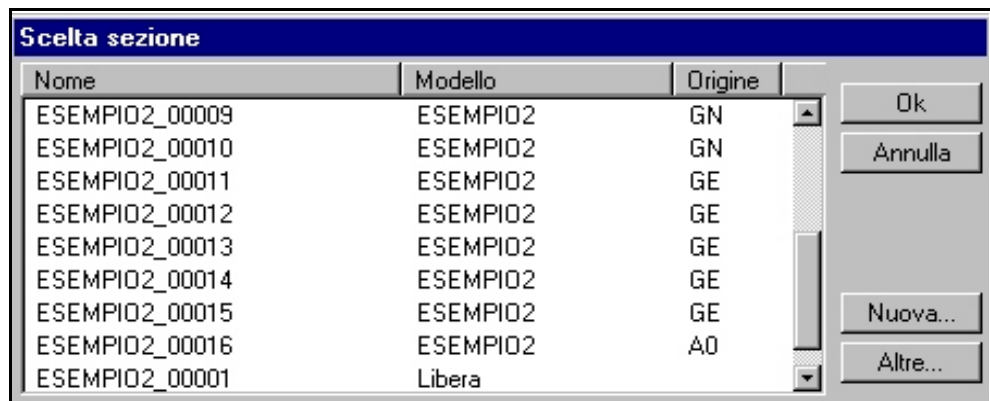 Scelta sezione
Nome Modello Origine
ESEMPIO2_00009 ESEMPIO2 GN
ESEMPIO2_00010 ESEMPIO2 GN
ESEMPIO2_00011 ESEMPIO2 GE
ESEMPIO2_00012 ESEMPIO2 GE
ESEMPIO2_00013 ESEMPIO2 GE
ESEMPIO2_00014 ESEMPIO2 GE
ESEMPIO2_00015 ESEMPIO2 GE
ESEMPIO2_00016 ESEMPIO2 A0
ESEMPIO2_00001 Libera
Ok
Annulla
Nuova...
Altre...